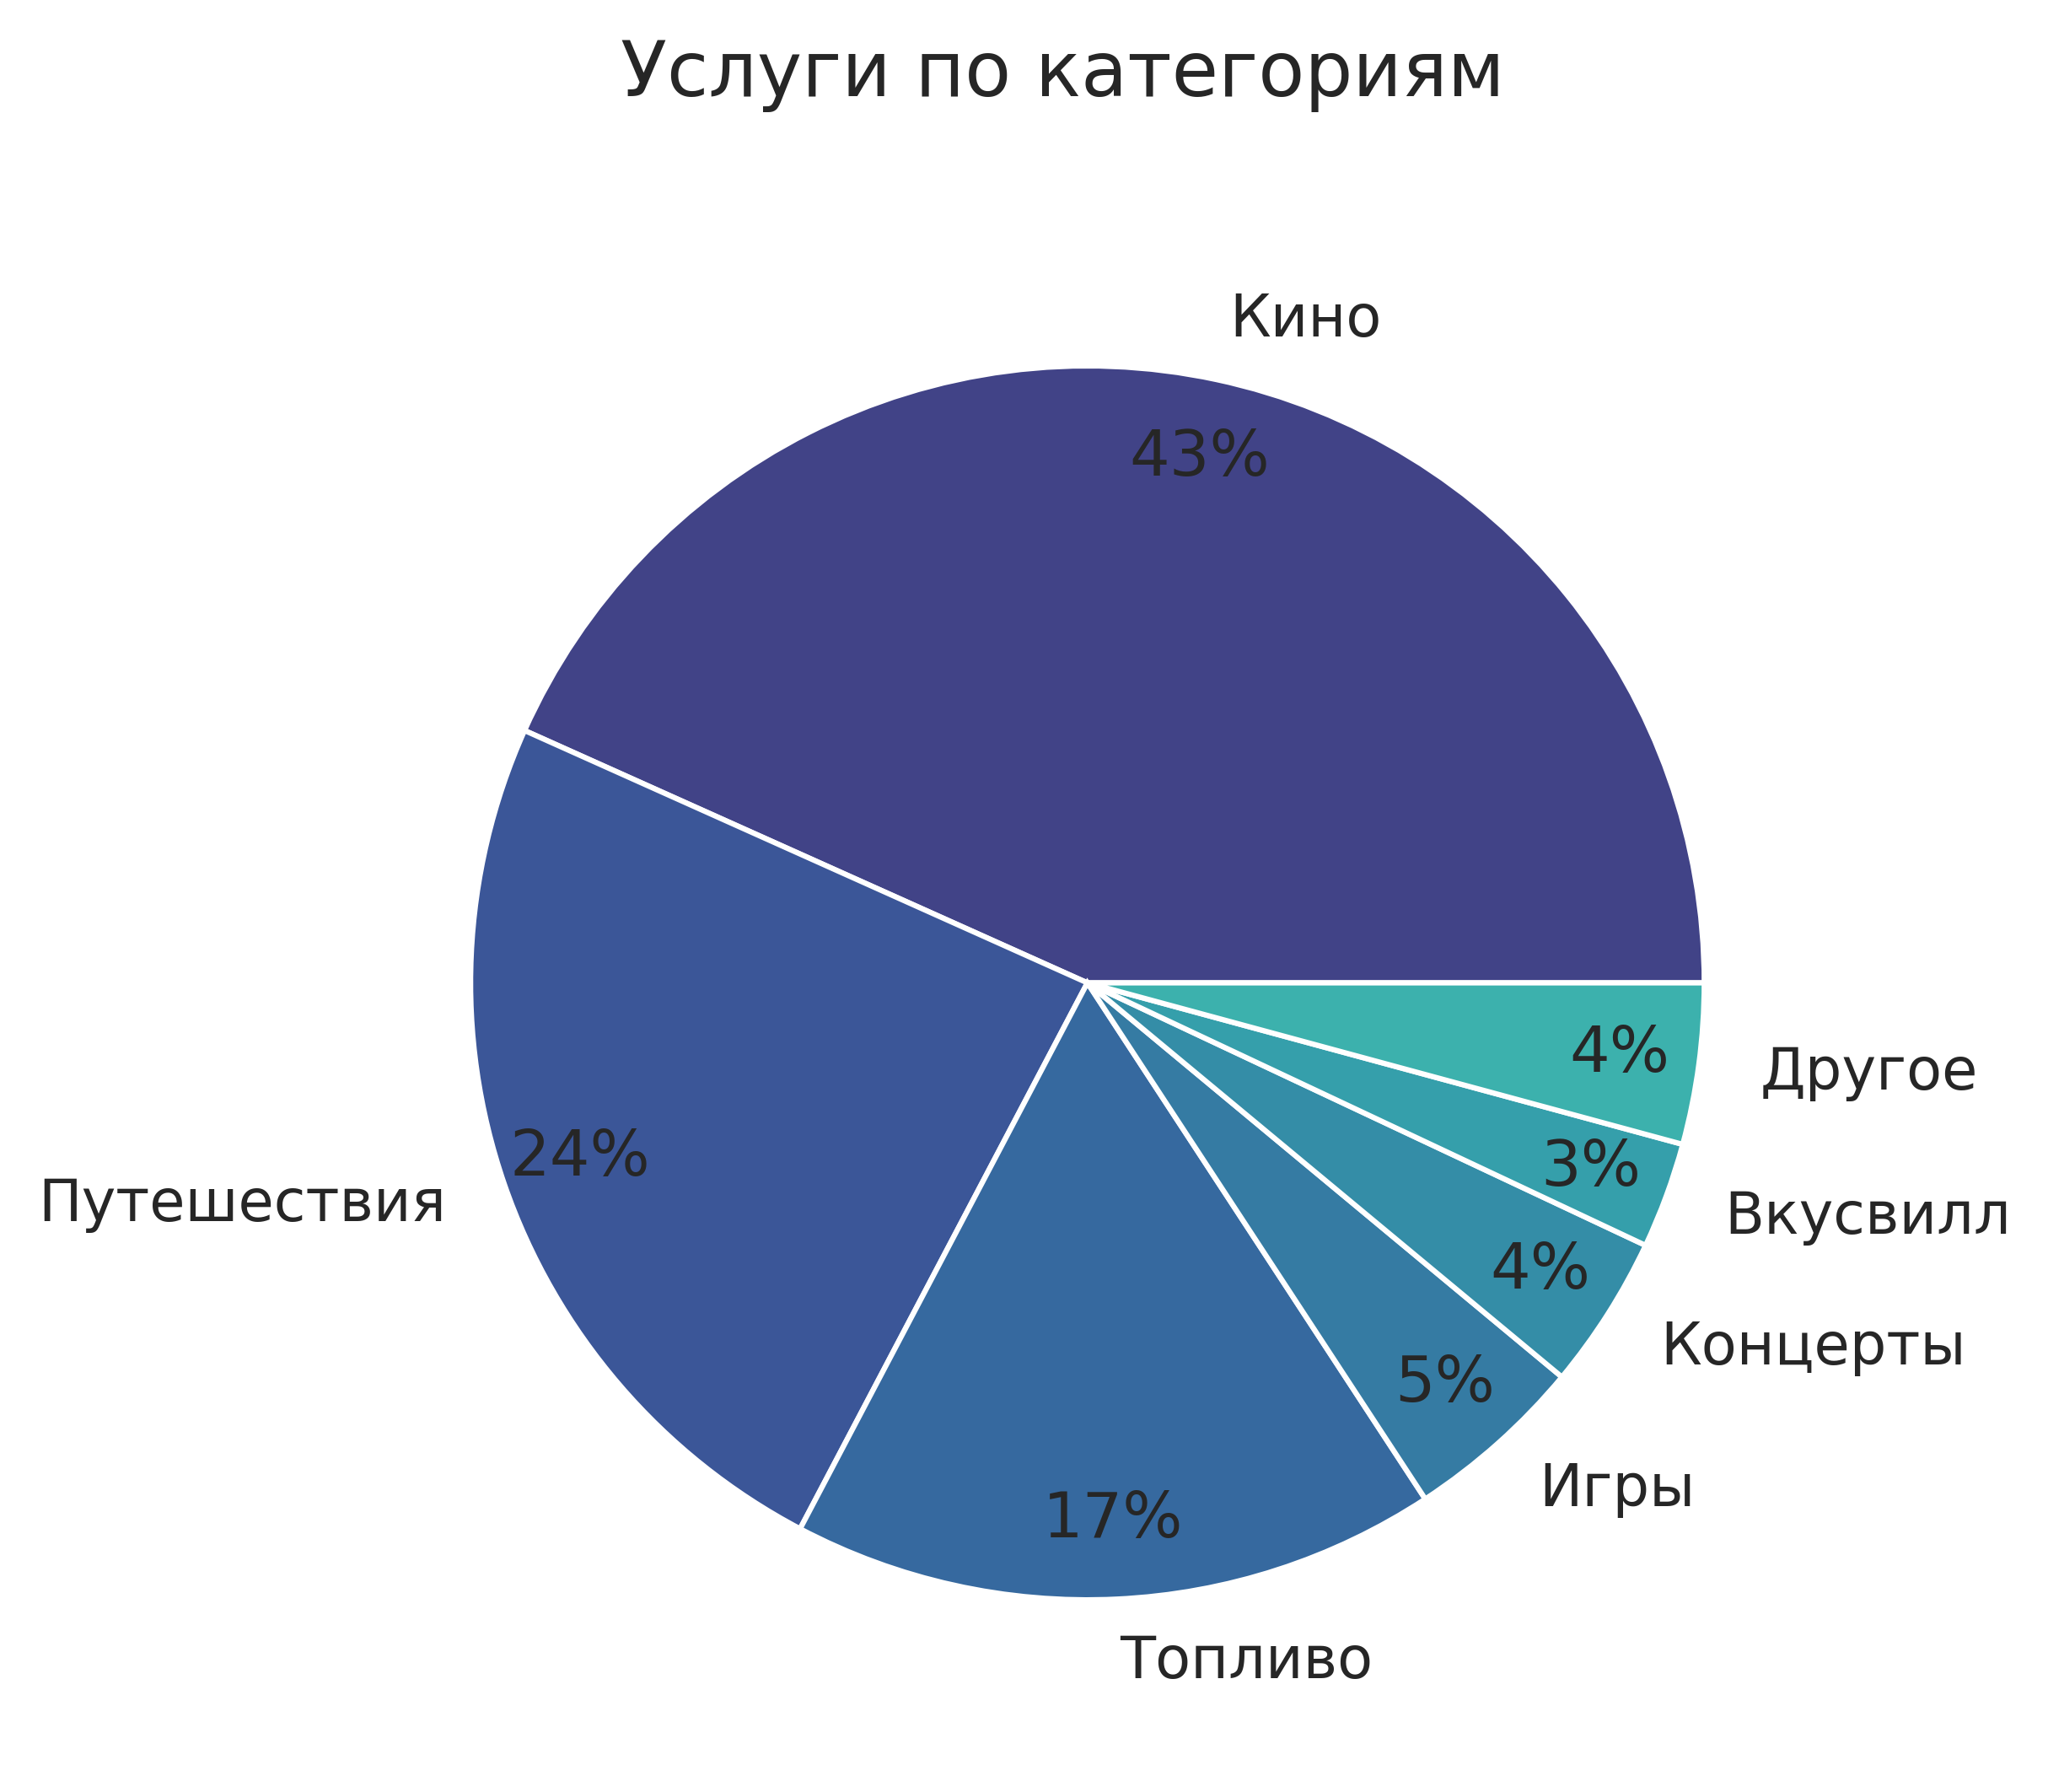 Услуги по категориям
Кино
43%
Путешествия
24%
Топливо
17%
Игры
5%
Концерты
4%
Вкусвилл
3%
Другое
4%